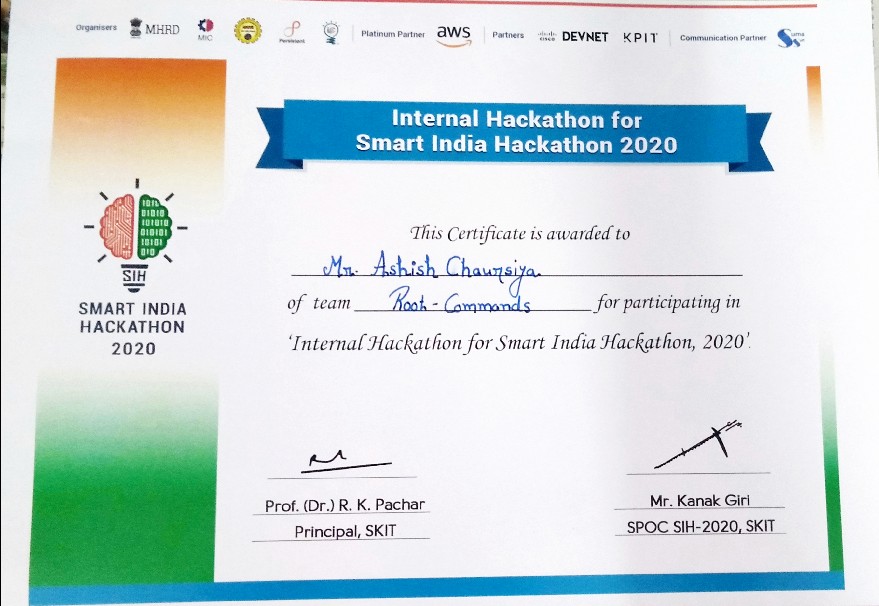 Organisers MHRD MIC Persistent Platinum Partner aws Partners cisco DEVNET KPIT Communication Partner
Internal Hackathon for
Smart India Hackathon 2020
1011
01010
101010
010101
10101
010
SIH
SMART INDIA
HACKATHON
2020
This Certificate is awarded to
Mr. Ashish Chaursiya
of team Root - Commands for participating in
‘Internal Hackathon for Smart India Hackathon, 2020’.
Prof. (Dr.) R. K. Pachar
Principal, SKIT
Mr. Kanak Giri
SPOC SIH-2020, SKIT